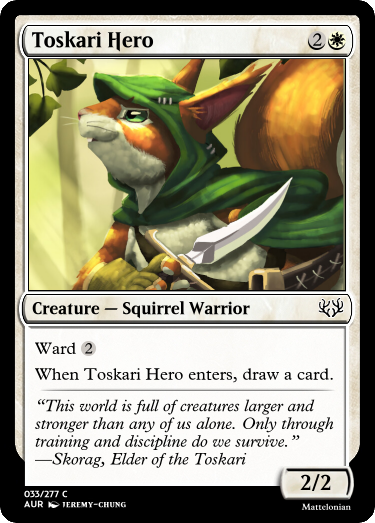 Toskari Hero 2
Creature — Squirrel Warrior
Ward 2
When Toskari Hero enters, draw a card.
“This world is full of creatures larger and
stronger than any of us alone. Only through
training and discipline do we survive.”
—Skorag, Elder of the Toskari
2/2
033/277 C
AUR JEREMY-CHUNG
Mattelonian